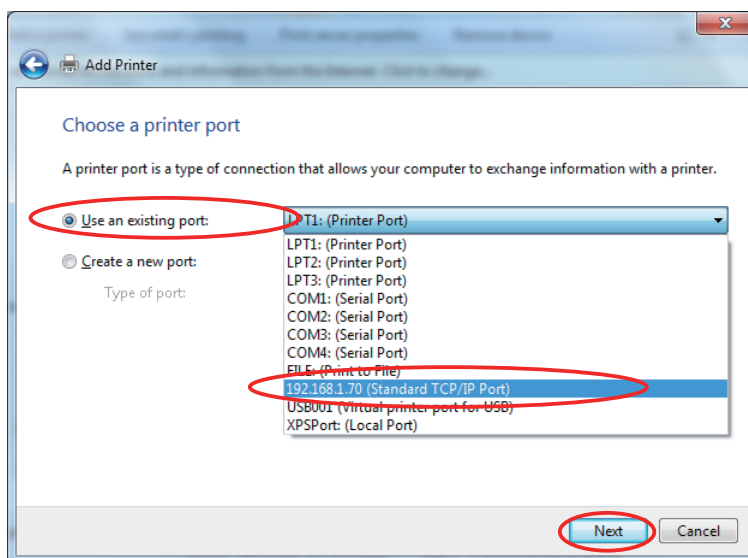 Add Printer
Choose a printer port
A printer port is a type of connection that allows your computer to exchange information with a printer.
Use an existing port:
LPT1: (Printer Port)
LPT1: (Printer Port)
LPT2: (Printer Port)
LPT3: (Printer Port)
COM1: (Serial Port)
COM2: (Serial Port)
COM3: (Serial Port)
COM4: (Serial Port)
FILE: (Print to File)
192.168.1.70 (Standard TCP/IP Port)
USB001 (Virtual printer port for USB)
XPSPort: (Local Port)
Create a new port:
Type of port:
Next
Cancel